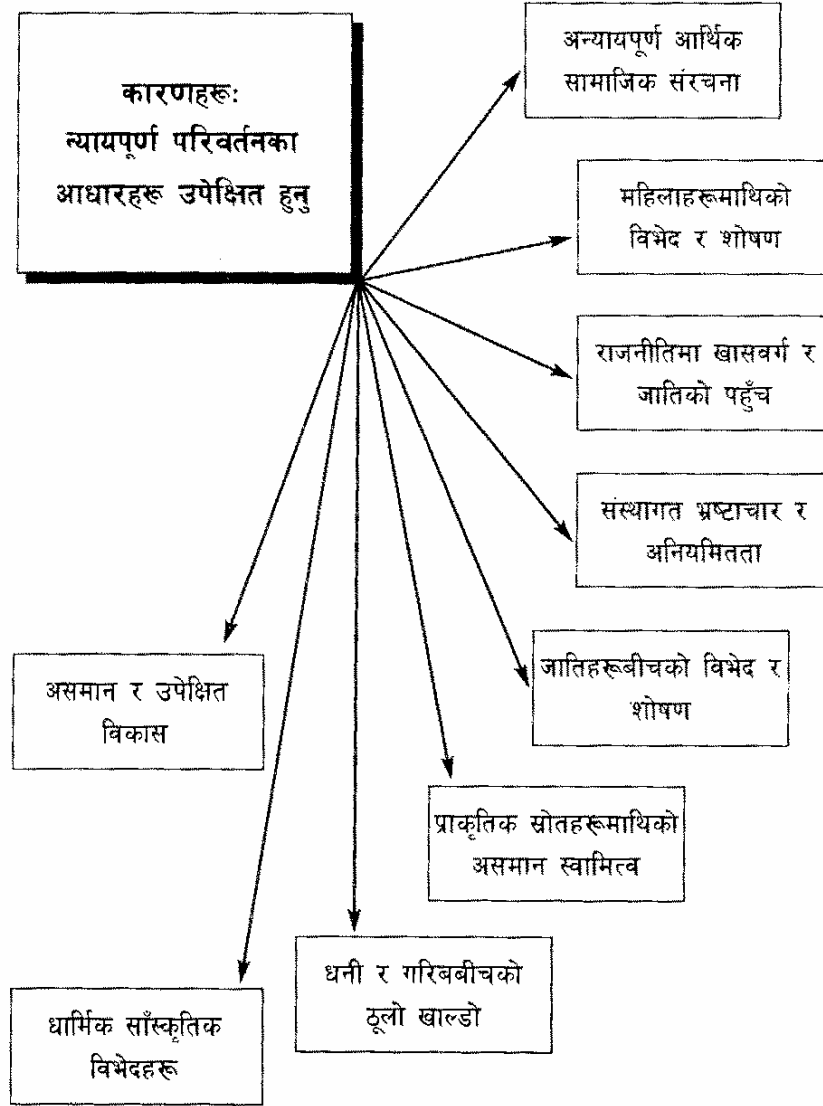 कारणहरू:
न्यायपूर्ण परिवर्तनका
आधारहरू उपेक्षित हुनु
अन्यायपूर्ण आर्थिक
सामाजिक संरचना
महिलाहरूमाथिको
विभेद र शोषण
राजनीतिमा खासवर्ग र
जातिको पहुँच
संस्थागत भ्रष्टाचार र
अनियमितता
जातिहरूबीचको विभेद र
शोषण
प्राकृतिक स्रोतहरूमाथिको
असमान स्वामित्व
धनी र गरिबबीचको
ठूलो खाल्डो
धार्मिक साँस्कृतिक
विभेदहरू
असमान र उपेक्षित
विकास